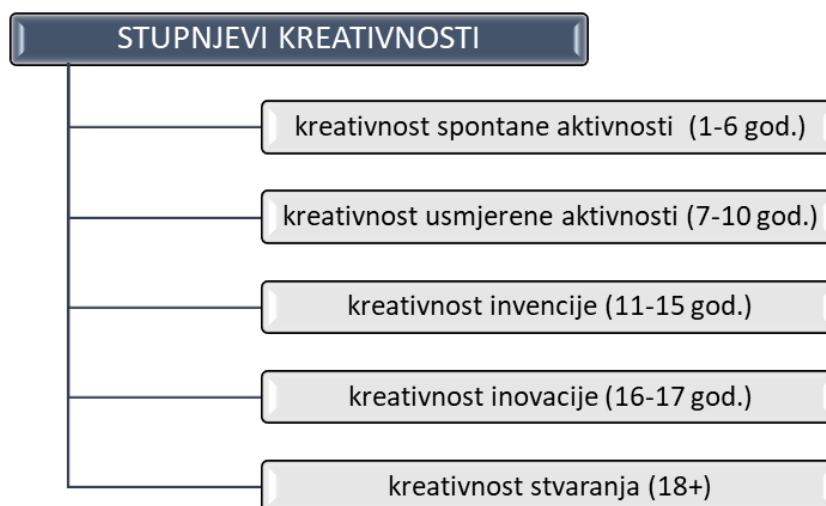 STUPNJEVI KREATIVNOSTI
kreativnost spontane aktivnosti (1-6 god.)
kreativnost usmjerene aktivnosti (7-10 god.)
kreativnost invencije (11-15 god.)
kreativnost inovacije (16-17 god.)
kreativnost stvaranja (18+)